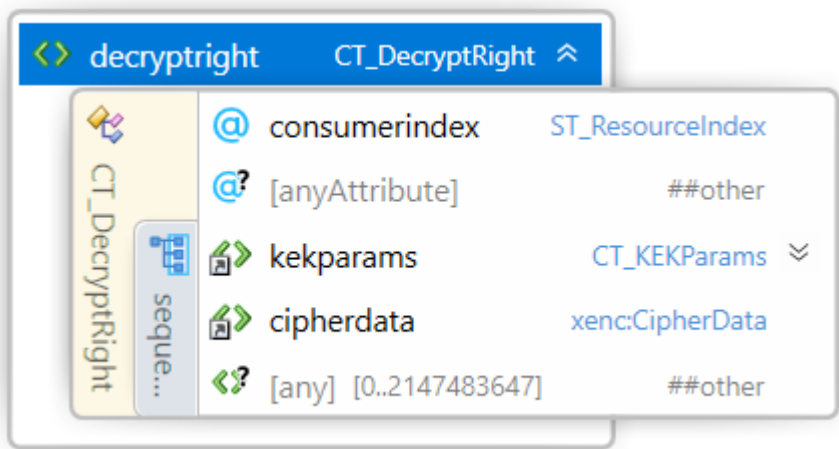 decryptright CT_DecryptRight
CT_DecryptRight
seque...
@ consumerindex ST_ResourceIndex
@? [anyAttribute] ##other
kekparams CT_KEKParams
cipherdata xenc:CipherData
<>? [any] [0..2147483647] ##other